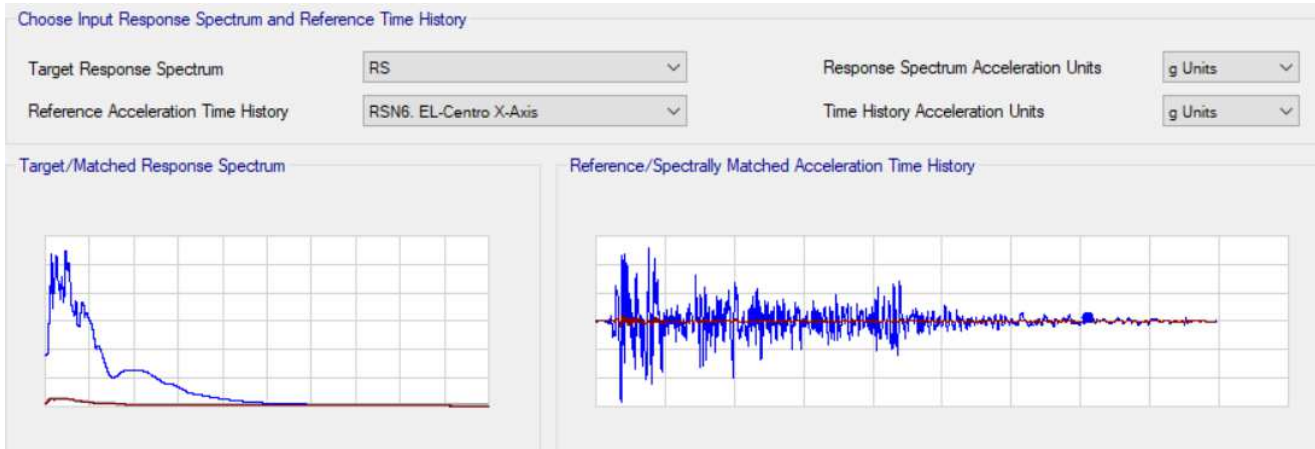 Choose Input Response Spectrum and Reference Time History
Target Response Spectrum RS Response Spectrum Acceleration Units g Units
Reference Acceleration Time History RSN6. EL-Centro X-Axis Time History Acceleration Units g Units
Target/Matched Response Spectrum Reference/Spectrally Matched Acceleration Time History